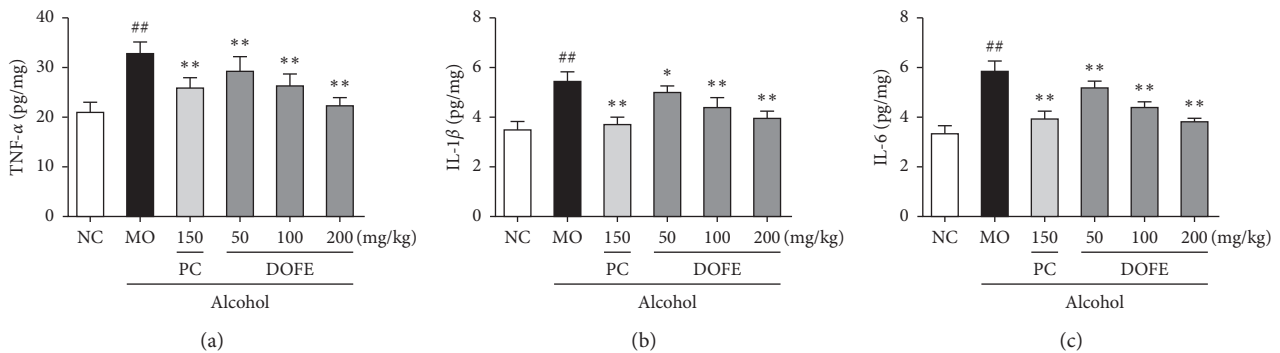 TNF-α (pg/mg)
40
30
20
10
0
##
**
**
**
**
NC MO 150 50 100 200 (mg/kg)
PC DOFE
Alcohol
(a)
IL-1β (pg/mg)
8
6
4
2
0
##
**
*
**
**
NC MO 150 50 100 200 (mg/kg)
PC DOFE
Alcohol
(b)
IL-6 (pg/mg)
8
6
4
2
0
##
**
**
**
**
NC MO 150 50 100 200 (mg/kg)
PC DOFE
Alcohol
(c)